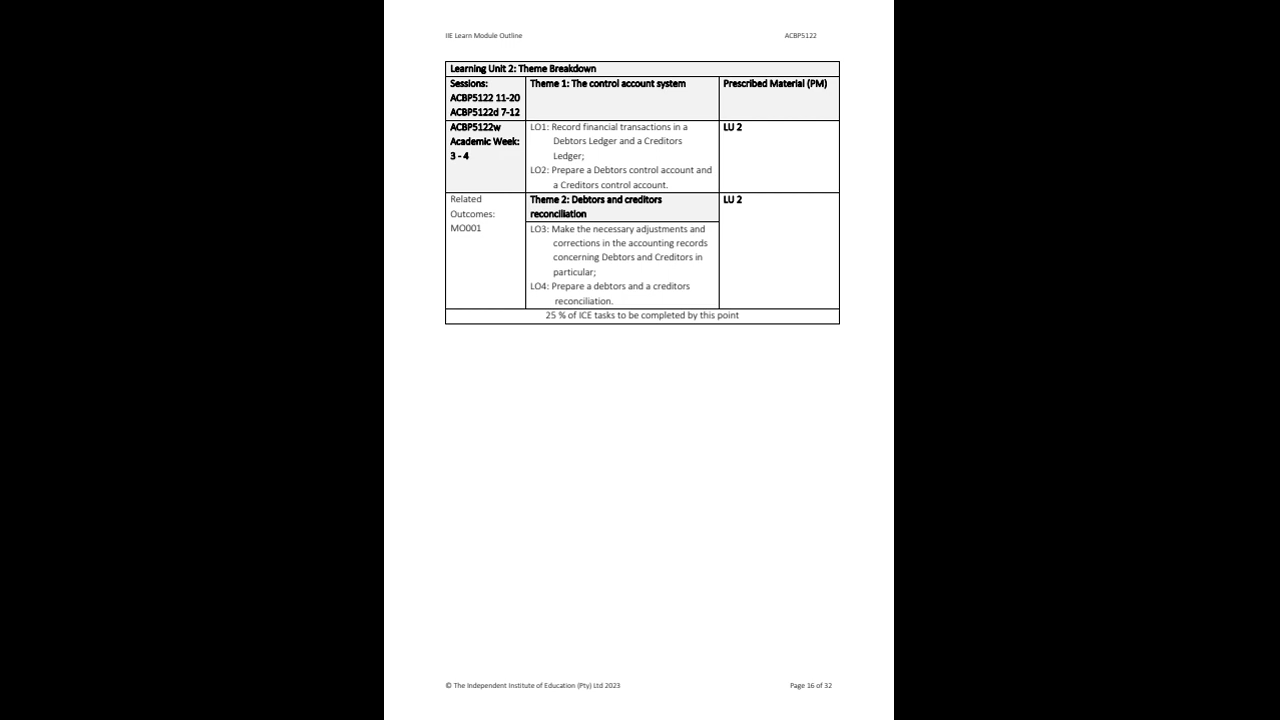 IIE Learn Module Outline ACBP5122
Learning Unit 2: Theme Breakdown
Sessions: Theme 1: The control account system Prescribed Material (PM)
ACBP5122 11-20
ACBP5122d 7-12
ACBP5122w
Academic Week:
3 - 4
LO1: Record financial transactions in a
Debtors Ledger and a Creditors
Ledger;
LO2: Prepare a Debtors control account and
a Creditors control account.
LU 2
Related
Outcomes:
MO001
Theme 2: Debtors and creditors
reconciliation
LU 2
LO3: Make the necessary adjustments and
corrections in the accounting records
concerning Debtors and Creditors in
particular;
LO4: Prepare a debtors and a creditors
reconciliation.
25 % of ICE tasks to be completed by this point
© The Independent Institute of Education (Pty) Ltd 2023 Page 16 of 32